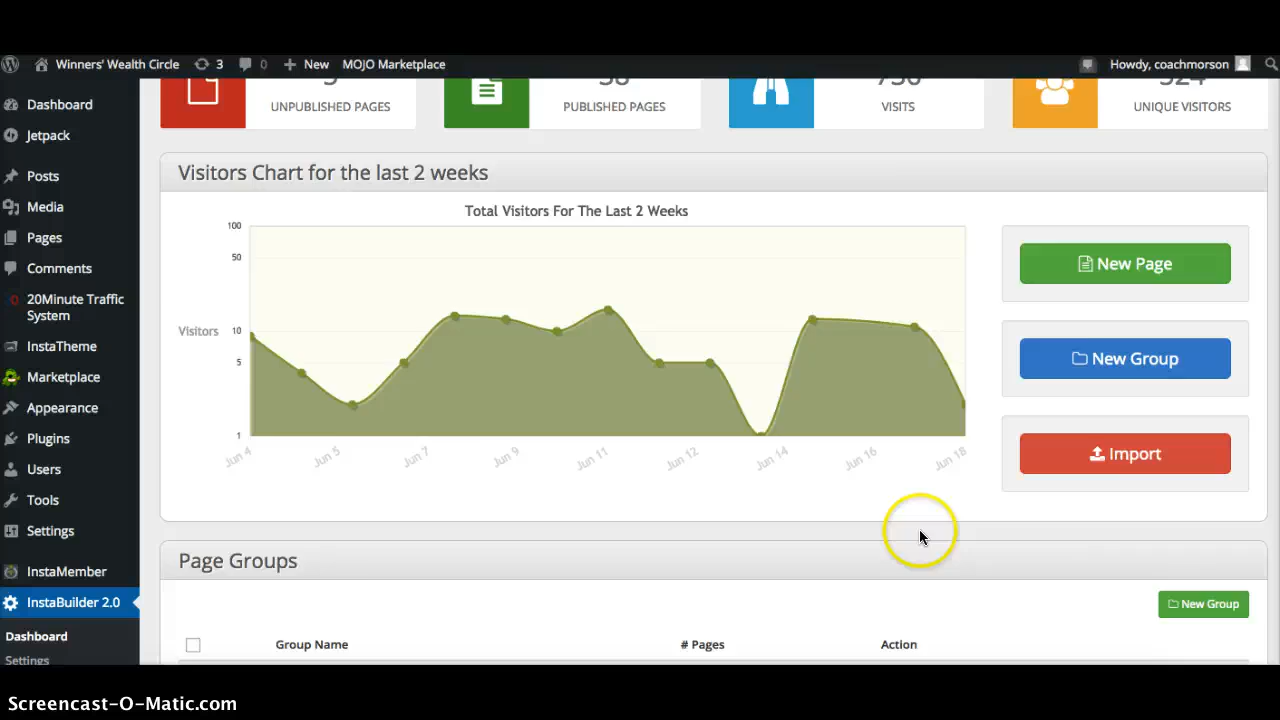 Winners' Wealth Circle 3 0 New MOJO Marketplace Howdy, coachmorson
UNPUBLISHED PAGES PUBLISHED PAGES VISITS UNIQUE VISITORS
Dashboard
Jetpack
Posts
Media
Pages
Comments
20Minute Traffic
System
InstaTheme
Marketplace
Appearance
Plugins
Users
Tools
Settings
InstaMember
InstaBuilder 2.0
Dashboard
Settings
Visitors Chart for the last 2 weeks
Total Visitors For The Last 2 Weeks
100
50
Visitors
10
5
1
Jun 4 Jun 5 Jun 7 Jun 9 Jun 11 Jun 12 Jun 14 Jun 16 Jun 18
New Page
New Group
Import
Page Groups
New Group
Group Name # Pages Action
Screencast-O-Matic.com